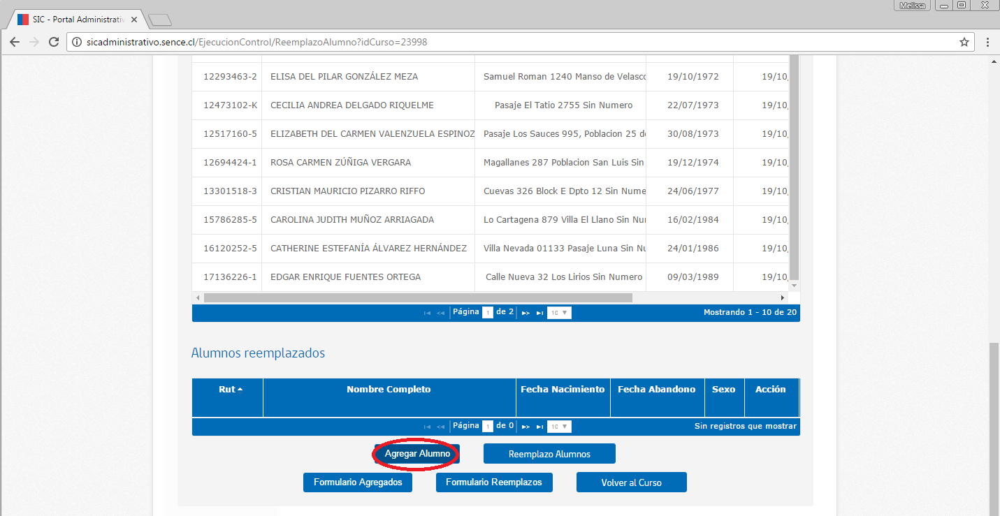 Melissa
SIC - Portal Administrativ
sicadministrativo.sence.cl/EjecucionControl/ReemplazoAlumno?idCurso=23998
12293463-2 ELISA DEL PILAR GONZÁLEZ MEZA Samuel Roman 1240 Manso de Velasco 19/10/1972 19/10,
12473102-K CECILIA ANDREA DELGADO RIQUELME Pasaje El Tatio 2755 Sin Numero 22/07/1973 19/10,
12517160-5 ELIZABETH DEL CARMEN VALENZUELA ESPINOZ Pasaje Los Sauces 995, Poblacion 25 de 30/08/1973 19/10,
12694424-1 ROSA CARMEN ZÚÑIGA VERGARA Magallanes 287 Poblacion San Luis Sin 19/12/1974 19/10,
13301518-3 CRISTIAN MAURICIO PIZARRO RIFFO Cuevas 326 Block E Dpto 12 Sin Nume 24/06/1977 19/10,
15786285-5 CAROLINA JUDITH MUÑOZ ARRIAGADA Lo Cartagena 879 Villa El Llano Sin Nu 16/02/1984 19/10,
16120252-5 CATHERINE ESTEFANÍA ÁLVAREZ HERNÁNDEZ Villa Nevada 01133 Pasaje Luna Sin Nu 24/01/1986 19/10,
17136226-1 EDGAR ENRIQUE FUENTES ORTEGA Calle Nueva 32 Los Lirios Sin Numero 09/03/1989 19/10,
Página 1 de 2 10 Mostrando 1 - 10 de 20
Alumnos reemplazados
Rut Nombre Completo Fecha Nacimiento Fecha Abandono Sexo Acción
Página 1 de 0 10 Sin registros que mostrar
Agregar Alumno Reemplazo Alumnos
Formulario Agregados Formulario Reemplazos Volver al Curso